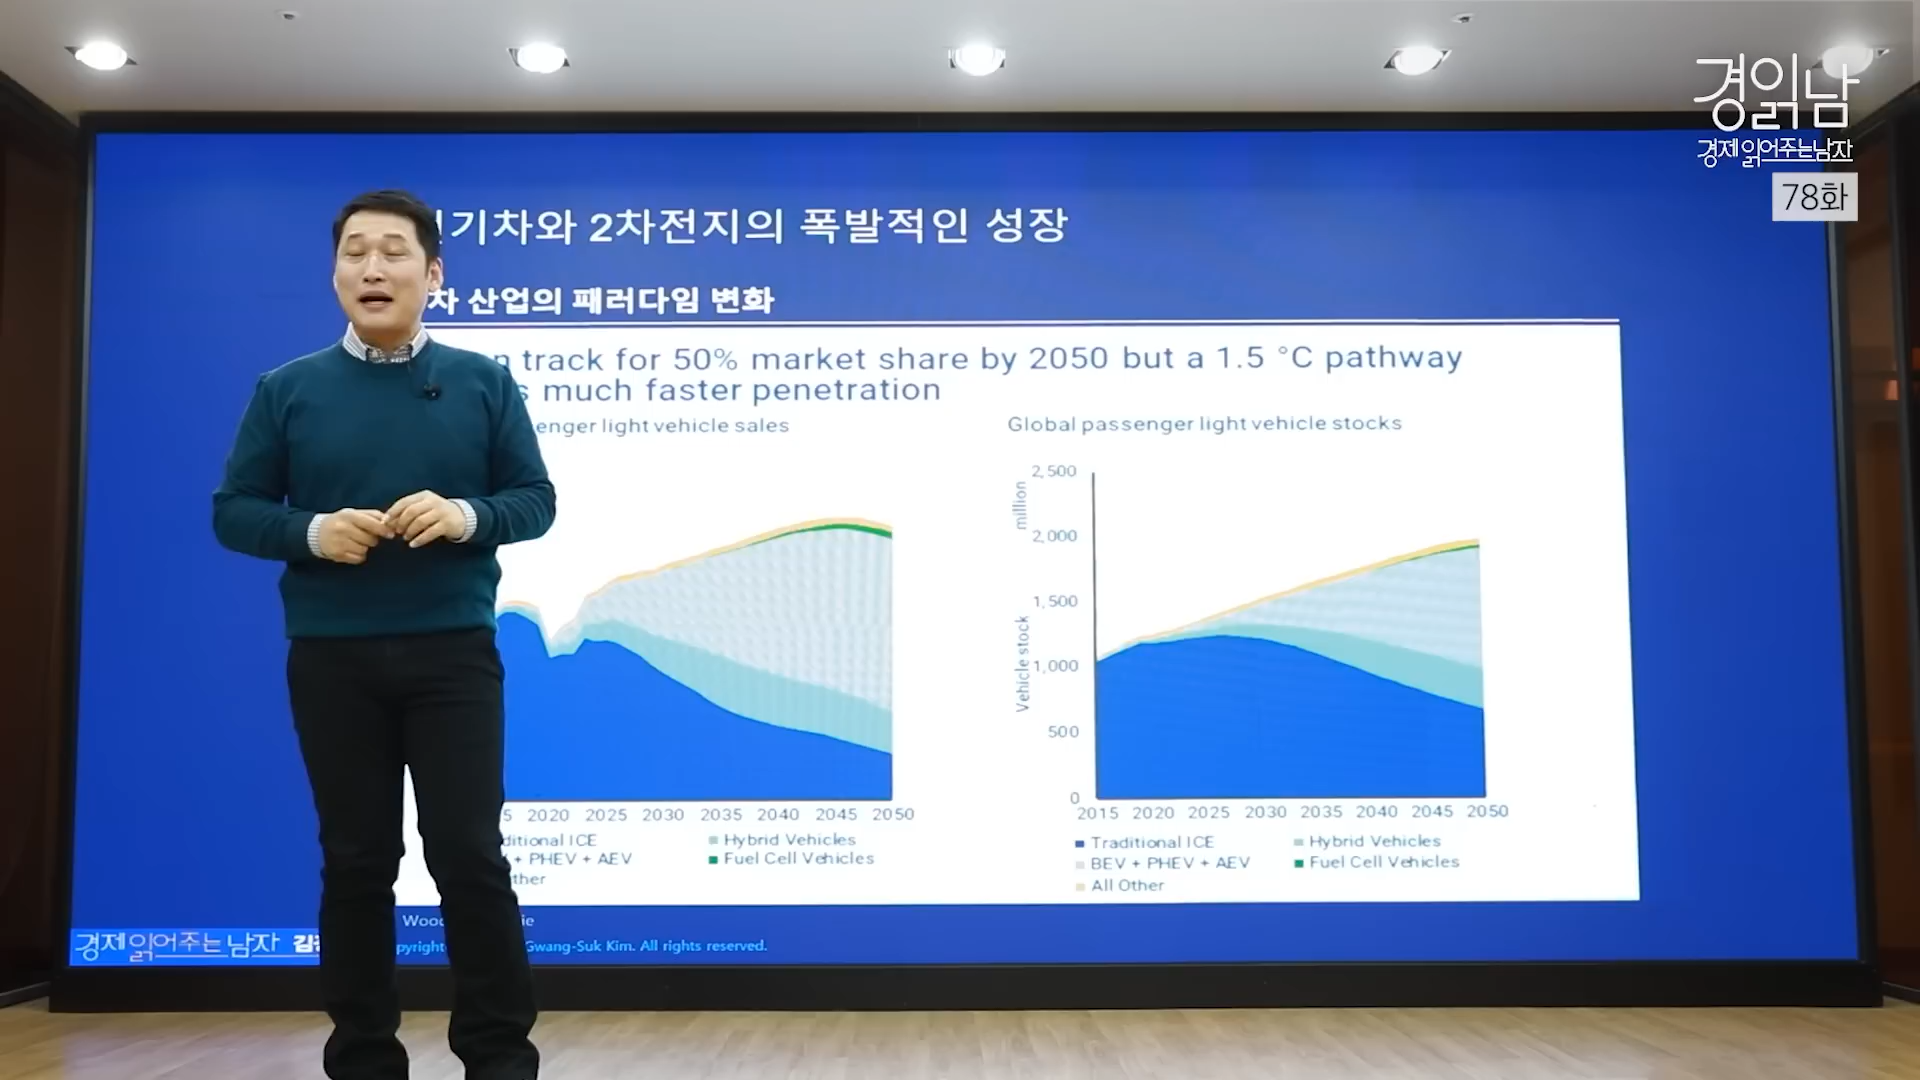 경읽남
경제 읽어주는 남자
78화
기차와 2차전지의 폭발적인 성장
차 산업의 패러다임 변화
track for 50% market share by 2050 but a 1.5 °C pathway
much faster penetration
light vehicle sales
Global passenger light vehicle stocks
million
Vehicle stock
2,500
2,000
1,500
1,000
500
0
2020 2025 2030 2035 2040 2045 2050
2015 2020 2025 2030 2035 2040 2045 2050
ICE
Hybrid Vehicles
+ PHEV + AEV
Fuel Cell Vehicles
Traditional ICE
Hybrid Vehicles
BEV + PHEV + AEV
Fuel Cell Vehicles
All Other
경제 읽어주는 남자
Gwang-Suk Kim. All rights reserved.